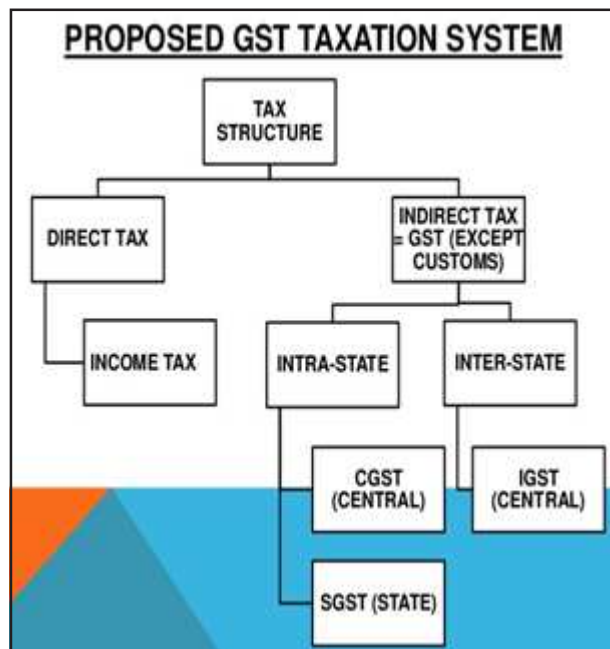 PROPOSED GST TAXATION SYSTEM
TAX
STRUCTURE
DIRECT TAX
INDIRECT TAX
= GST (EXCEPT
CUSTOMS)
INCOME TAX
INTRA-STATE
INTER-STATE
CGST
(CENTRAL)
IGST
(CENTRAL)
SGST (STATE)